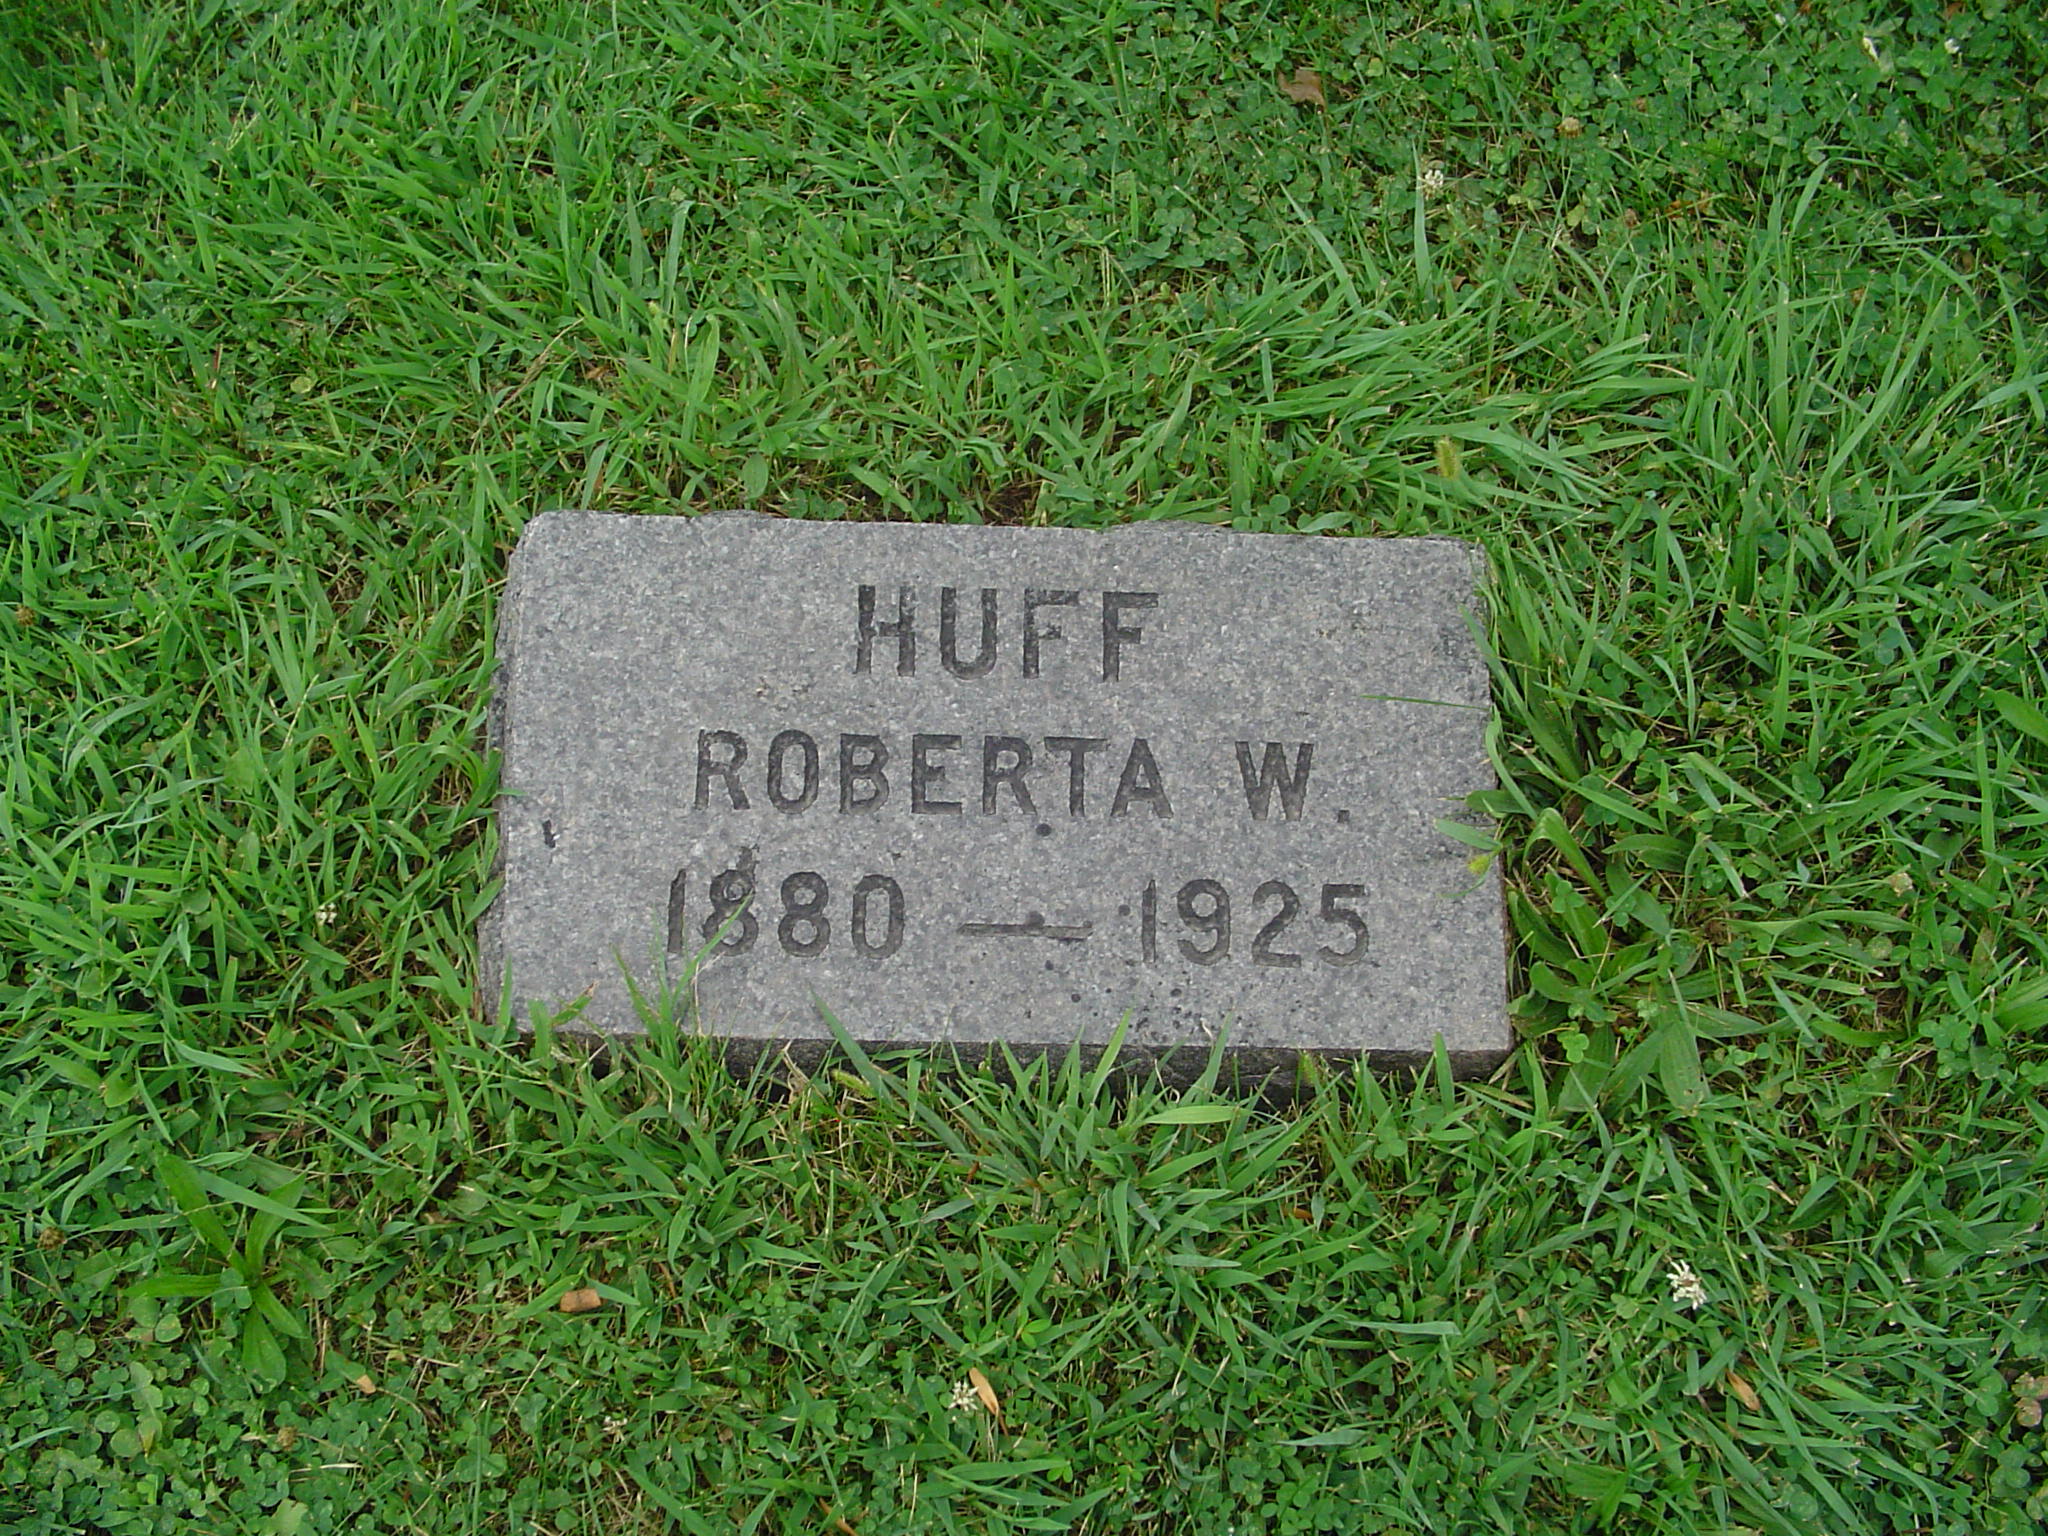 HUFF
ROBERTA W.
1880 — 1925